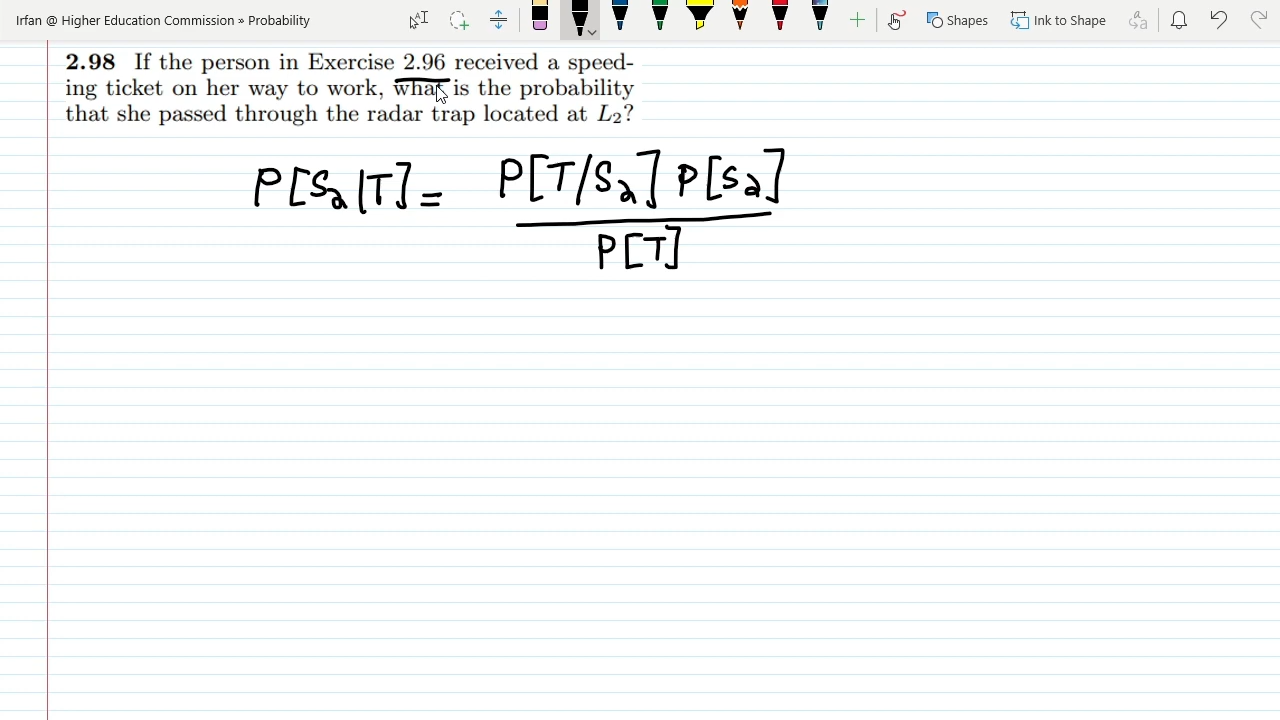 Irfan @ Higher Education Commission » Probability
Shapes
Ink to Shape
2.98 If the person in Exercise 2.96 received a speed-
ing ticket on her way to work, what is the probability
that she passed through the radar trap located at L₂?
P[S₂|T] = P[T/S₂] P[S₂]
P[T]